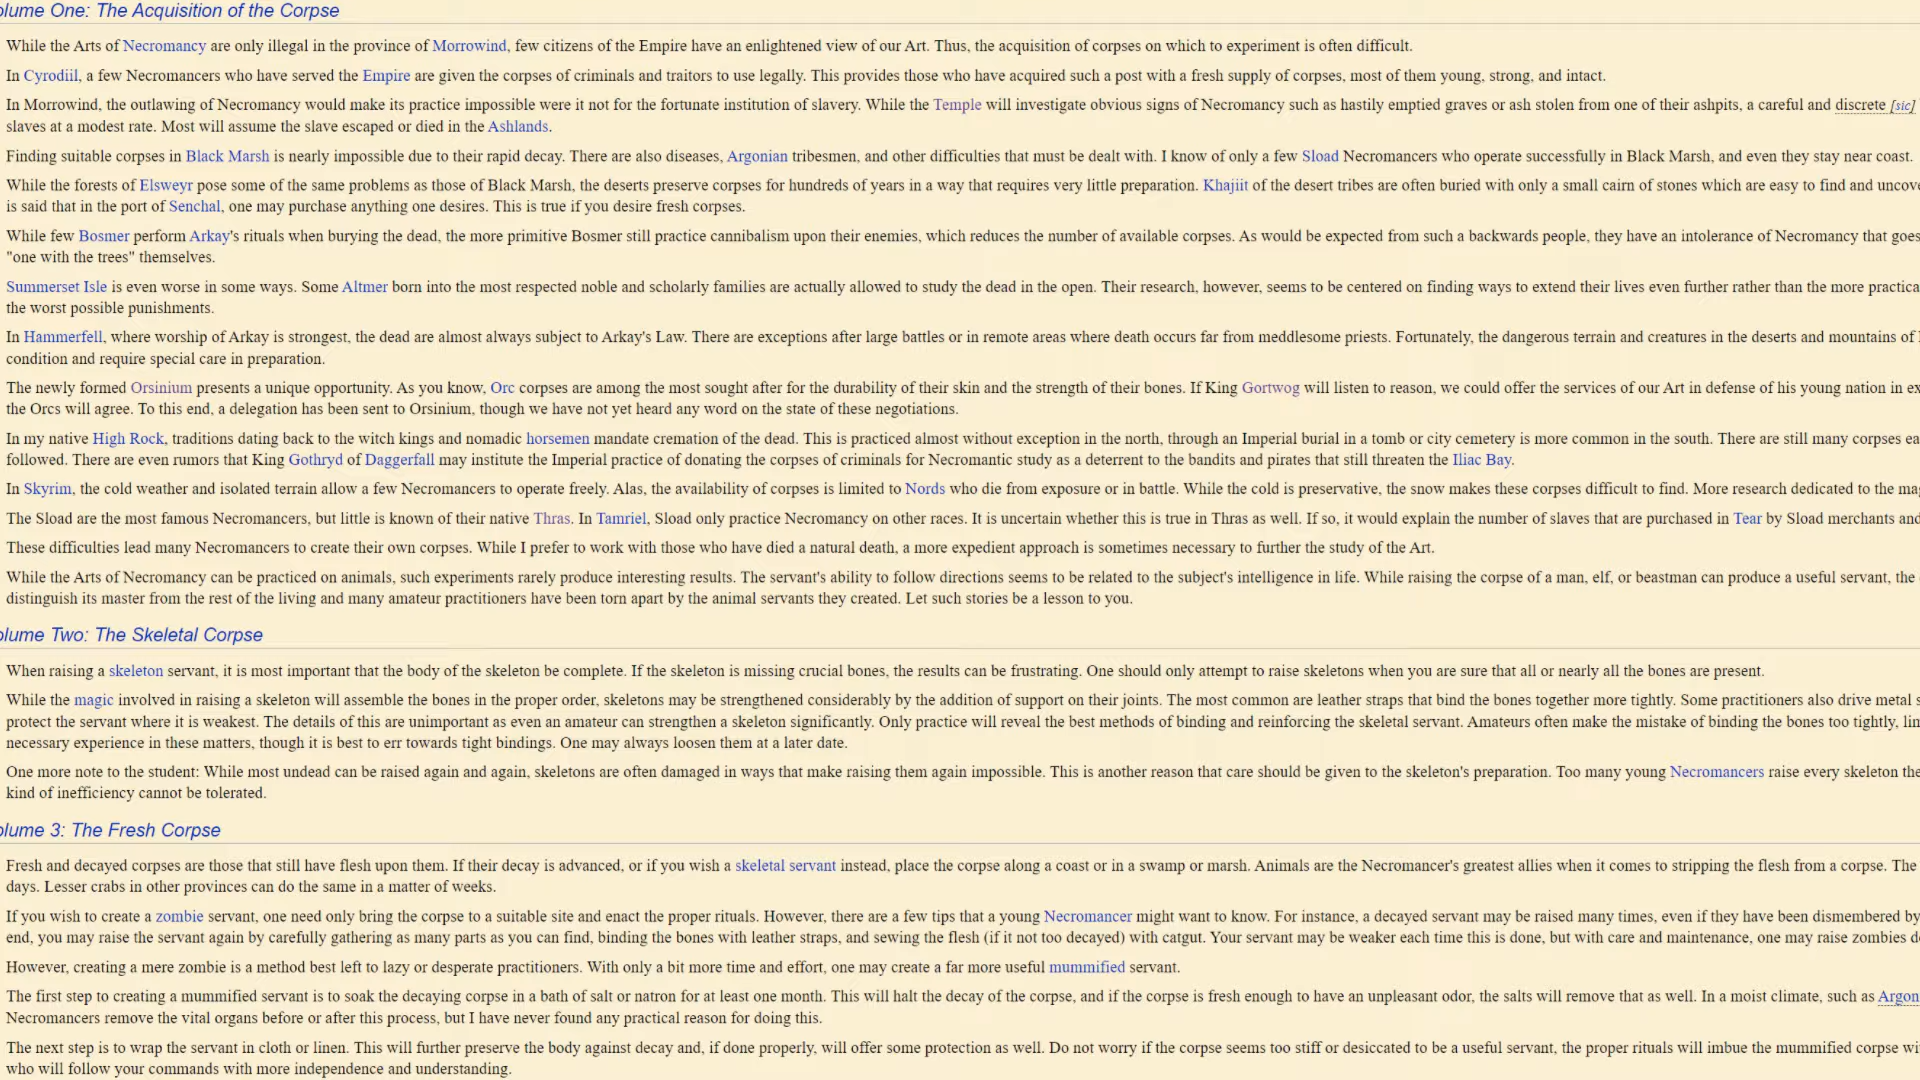 olume One: The Acquisition of the Corpse
While the Arts of Necromancy are only illegal in the province of Morrowind, few citizens of the Empire have an enlightened view of our Art. Thus, the acquisition of corpses on which to experiment is often difficult.
In Cyrodiil, a few Necromancers who have served the Empire are given the corpses of criminals and traitors to use legally. This provides those who have acquired such a post with a fresh supply of corpses, most of them young, strong, and intact.
In Morrowind, the outlawing of Necromancy would make its practice impossible were it not for the fortunate institution of slavery. While the Temple will investigate obvious signs of Necromancy such as hastily emptied graves or ash stolen from one of their ashpits, a careful and discrete [sic]
slaves at a modest rate. Most will assume the slave escaped or died in the Ashlands.
Finding suitable corpses in Black Marsh is nearly impossible due to their rapid decay. There are also diseases, Argonian tribesmen, and other difficulties that must be dealt with. I know of only a few Sload Necromancers who operate successfully in Black Marsh, and even they stay near coast.
While the forests of Elsweyr pose some of the same problems as those of Black Marsh, the deserts preserve corpses for hundreds of years in a way that requires very little preparation. Khajiit of the desert tribes are often buried with only a small cairn of stones which are easy to find and uncove
is said that in the port of Senchal, one may purchase anything one desires. This is true if you desire fresh corpses.
While few Bosmer perform Arkay's rituals when burying the dead, the more primitive Bosmer still practice cannibalism upon their enemies, which reduces the number of available corpses. As would be expected from such a backwards people, they have an intolerance of Necromancy that goes
"one with the trees" themselves.
Summerset Isle is even worse in some ways. Some Altmer born into the most respected noble and scholarly families are actually allowed to study the dead in the open. Their research, however, seems to be centered on finding ways to extend their lives even further rather than the more practica
the worst possible punishments.
In Hammerfell, where worship of Arkay is strongest, the dead are almost always subject to Arkay's Law. There are exceptions after large battles or in remote areas where death occurs far from meddlesome priests. Fortunately, the dangerous terrain and creatures in the deserts and mountains of
condition and require special care in preparation.
The newly formed Orsinium presents a unique opportunity. As you know, Orc corpses are among the most sought after for the durability of their skin and the strength of their bones. If King Gortwog will listen to reason, we could offer the services of our Art in defense of his young nation in ex
the Orcs will agree. To this end, a delegation has been sent to Orsinium, though we have not yet heard any word on the state of these negotiations.
In my native High Rock, traditions dating back to the witch kings and nomadic horsemen mandate cremation of the dead. This is practiced almost without exception in the north, through an Imperial burial in a tomb or city cemetery is more common in the south. There are still many corpses ea
followed. There are even rumors that King Gothryd of Daggerfall may institute the Imperial practice of donating the corpses of criminals for Necromantic study as a deterrent to the bandits and pirates that still threaten the Iliac Bay.
In Skyrim, the cold weather and isolated terrain allow a few Necromancers to operate freely. Alas, the availability of corpses is limited to Nords who die from exposure or in battle. While the cold is preservative, the snow makes these corpses difficult to find. More research dedicated to the mag
The Sload are the most famous Necromancers, but little is known of their native Thras. In Tamriel, Sload only practice Necromancy on other races. It is uncertain whether this is true in Thras as well. If so, it would explain the number of slaves that are purchased in Tear by Sload merchants and
These difficulties lead many Necromancers to create their own corpses. While I prefer to work with those who have died a natural death, a more expedient approach is sometimes necessary to further the study of the Art.
While the Arts of Necromancy can be practiced on animals, such experiments rarely produce interesting results. The servant's ability to follow directions seems to be related to the subject's intelligence in life. While raising the corpse of a man, elf, or beastman can produce a useful servant, the
distinguish its master from the rest of the living and many amateur practitioners have been torn apart by the animal servants they created. Let such stories be a lesson to you.
olume Two: The Skeletal Corpse
When raising a skeleton servant, it is most important that the body of the skeleton be complete. If the skeleton is missing crucial bones, the results can be frustrating. One should only attempt to raise skeletons when you are sure that all or nearly all the bones are present.
While the magic involved in raising a skeleton will assemble the bones in the proper order, skeletons may be strengthened considerably by the addition of support on their joints. The most common are leather straps that bind the bones together more tightly. Some practitioners also drive metal s
protect the servant where it is weakest. The details of this are unimportant as even an amateur can strengthen a skeleton significantly. Only practice will reveal the best methods of binding and reinforcing the skeletal servant. Amateurs often make the mistake of binding the bones too tightly, lim
necessary experience in these matters, though it is best to err towards tight bindings. One may always loosen them at a later date.
One more note to the student: While most undead can be raised again and again, skeletons are often damaged in ways that make raising them again impossible. This is another reason that care should be given to the skeleton's preparation. Too many young Necromancers raise every skeleton the
kind of inefficiency cannot be tolerated.
olume 3: The Fresh Corpse
Fresh and decayed corpses are those that still have flesh upon them. If their decay is advanced, or if you wish a skeletal servant instead, place the corpse along a coast or in a swamp or marsh. Animals are the Necromancer's greatest allies when it comes to stripping the flesh from a corpse. The
days. Lesser crabs in other provinces can do the same in a matter of weeks.
If you wish to create a zombie servant, one need only bring the corpse to a suitable site and enact the proper rituals. However, there are a few tips that a young Necromancer might want to know. For instance, a decayed servant may be raised many times, even if they have been dismembered by
end, you may raise the servant again by carefully gathering as many parts as you can find, binding the bones with leather straps, and sewing the flesh (if it not too decayed) with catgut. Your servant may be weaker each time this is done, but with care and maintenance, one may raise zombies d
However, creating a mere zombie is a method best left to lazy or desperate practitioners. With only a bit more time and effort, one may create a far more useful mummified servant.
The first step to creating a mummified servant is to soak the decaying corpse in a bath of salt or natron for at least one month. This will halt the decay of the corpse, and if the corpse is fresh enough to have an unpleasant odor, the salts will remove that as well. In a moist climate, such as Argon
Necromancers remove the vital organs before or after this process, but I have never found any practical reason for doing this.
The next step is to wrap the servant in cloth or linen. This will further preserve the body against decay and, if done properly, will offer some protection as well. Do not worry if the corpse seems too stiff or desiccated to be a useful servant, the proper rituals will imbue the mummified corpse wi
who will follow your commands with more independence and understanding.